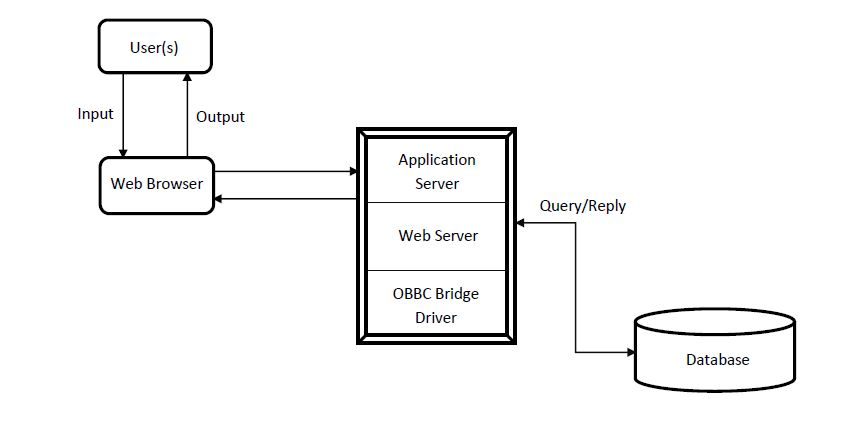 User(s)
Input
Output
Web Browser
Application
Server
Web Server
OBBC Bridge
Driver
Query/Reply
Database